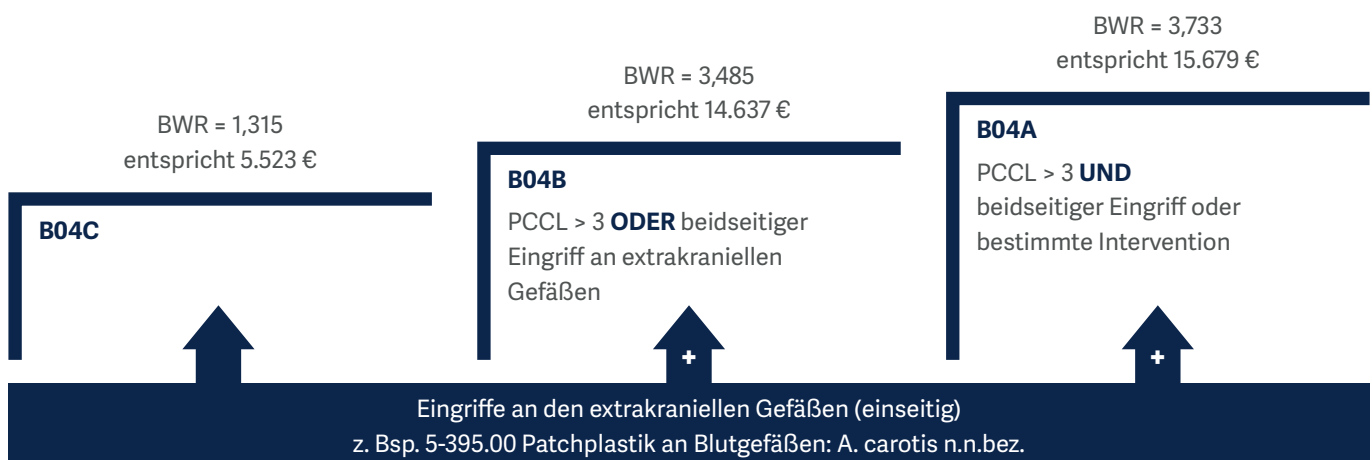 BWR = 1,315
entspricht 5.523 €
B04C
BWR = 3,485
entspricht 14.637 €
B04B
PCCL > 3 ODER beidseitiger
Eingriff an extrakraniellen
Gefäßen
BWR = 3,733
entspricht 15.679 €
B04A
PCCL > 3 UND
beidseitiger Eingriff oder
bestimmte Intervention
+
+
Eingriffe an den extrakraniellen Gefäßen (einseitig)
z. Bsp. 5-395.00 Patchplastik an Blutgefäßen: A. carotis n.n.bez.